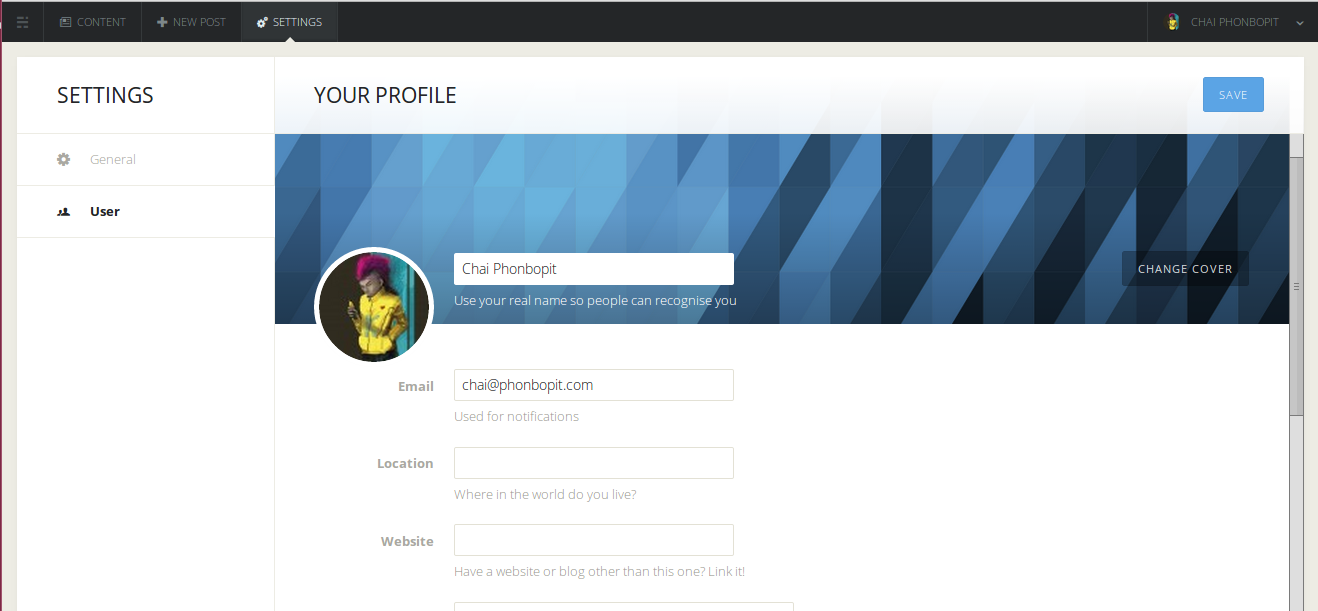 CONTENT
NEW POST
SETTINGS
CHAI PHONBOPIT
SETTINGS
General
User
YOUR PROFILE
SAVE
Chai Phonbopit
Use your real name so people can recognise you
CHANGE COVER
Email
chai@phonbopit.com
Used for notifications
Location
Where in the world do you live?
Website
Have a website or blog other than this one? Link it!